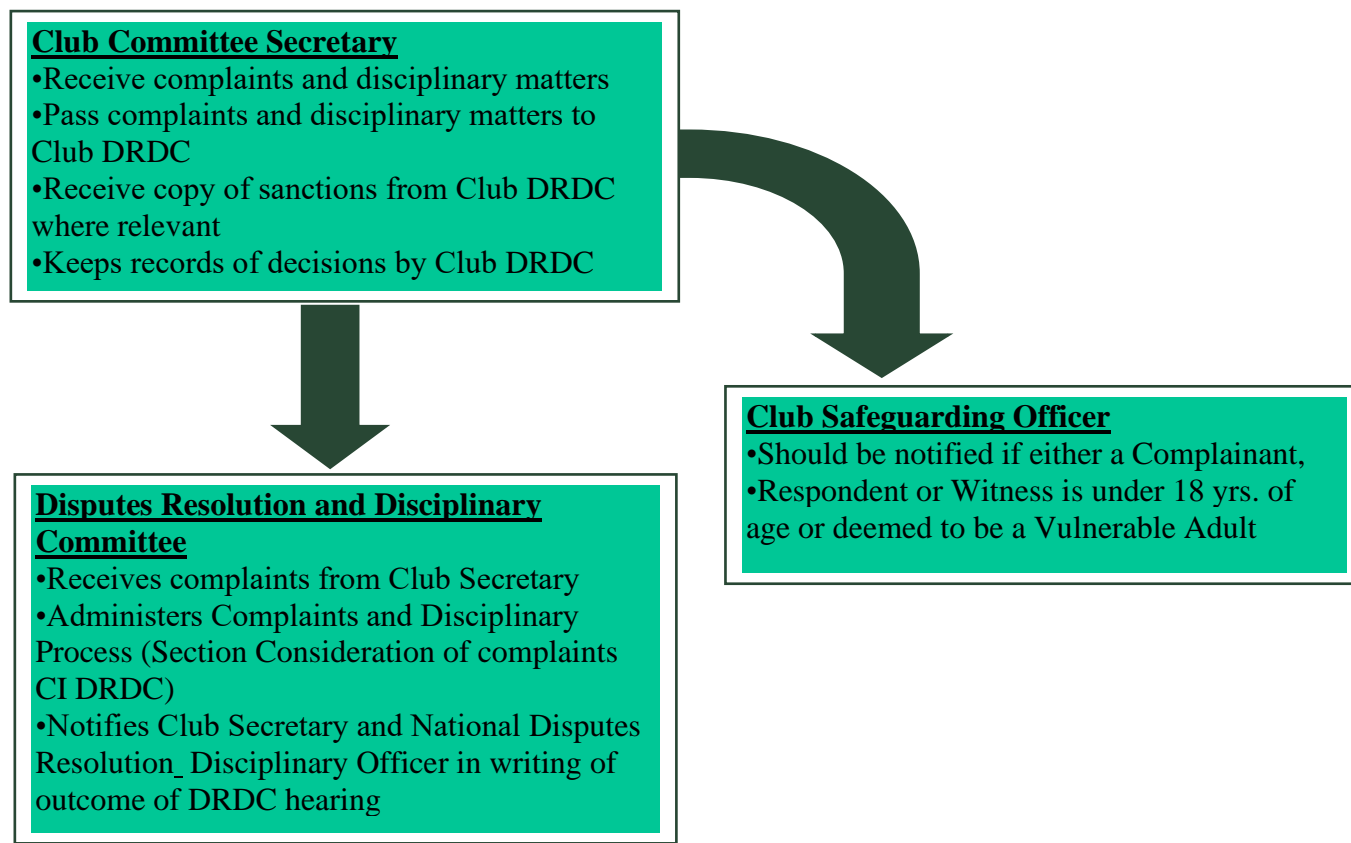 Club Committee Secretary
•Receive complaints and disciplinary matters
•Pass complaints and disciplinary matters to
Club DRDC
•Receive copy of sanctions from Club DRDC
where relevant
•Keeps records of decisions by Club DRDC
Club Safeguarding Officer
•Should be notified if either a Complainant,
•Respondent or Witness is under 18 yrs. of
age or deemed to be a Vulnerable Adult
Disputes Resolution and Disciplinary
Committee
•Receives complaints from Club Secretary
•Administers Complaints and Disciplinary
Process (Section Consideration of complaints
CI DRDC)
•Notifies Club Secretary and National Disputes
Resolution_ Disciplinary Officer in writing of
outcome of DRDC hearing